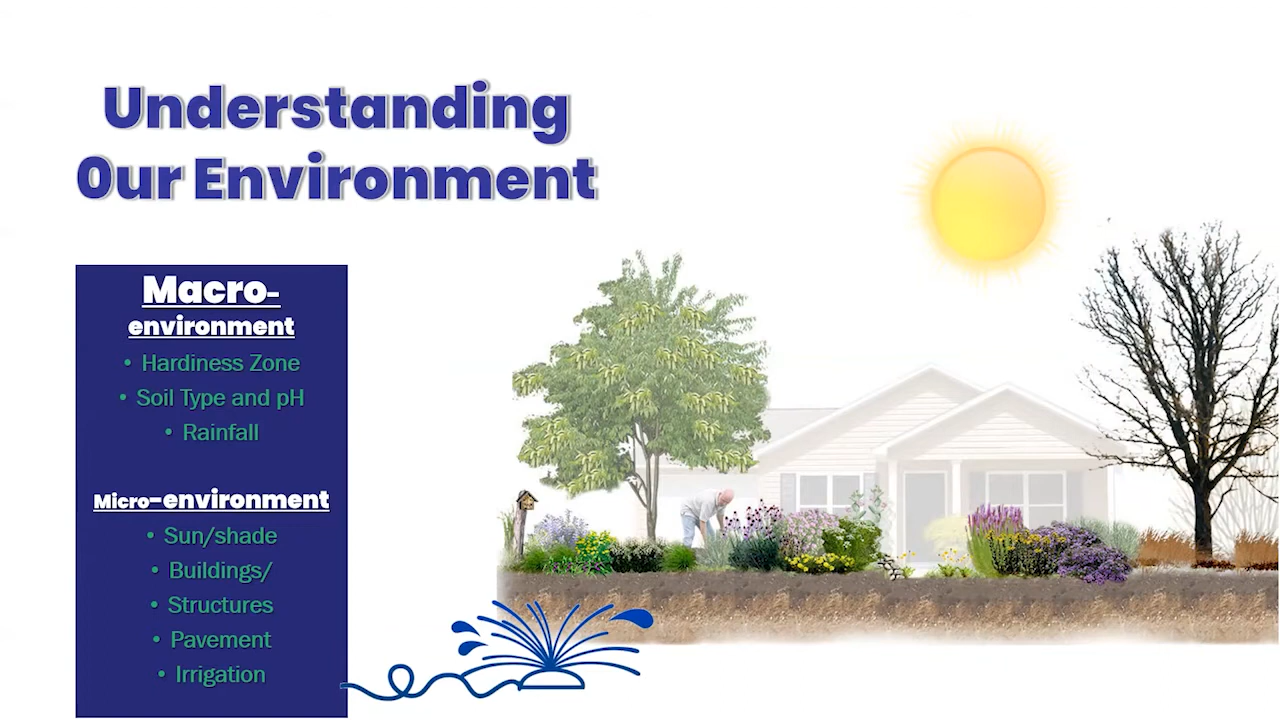 Understanding
Our Environment
Macro-
environment
• Hardiness Zone
• Soil Type and pH
• Rainfall
Micro-environment
• Sun/shade
• Buildings/
• Structures
• Pavement
• Irrigation